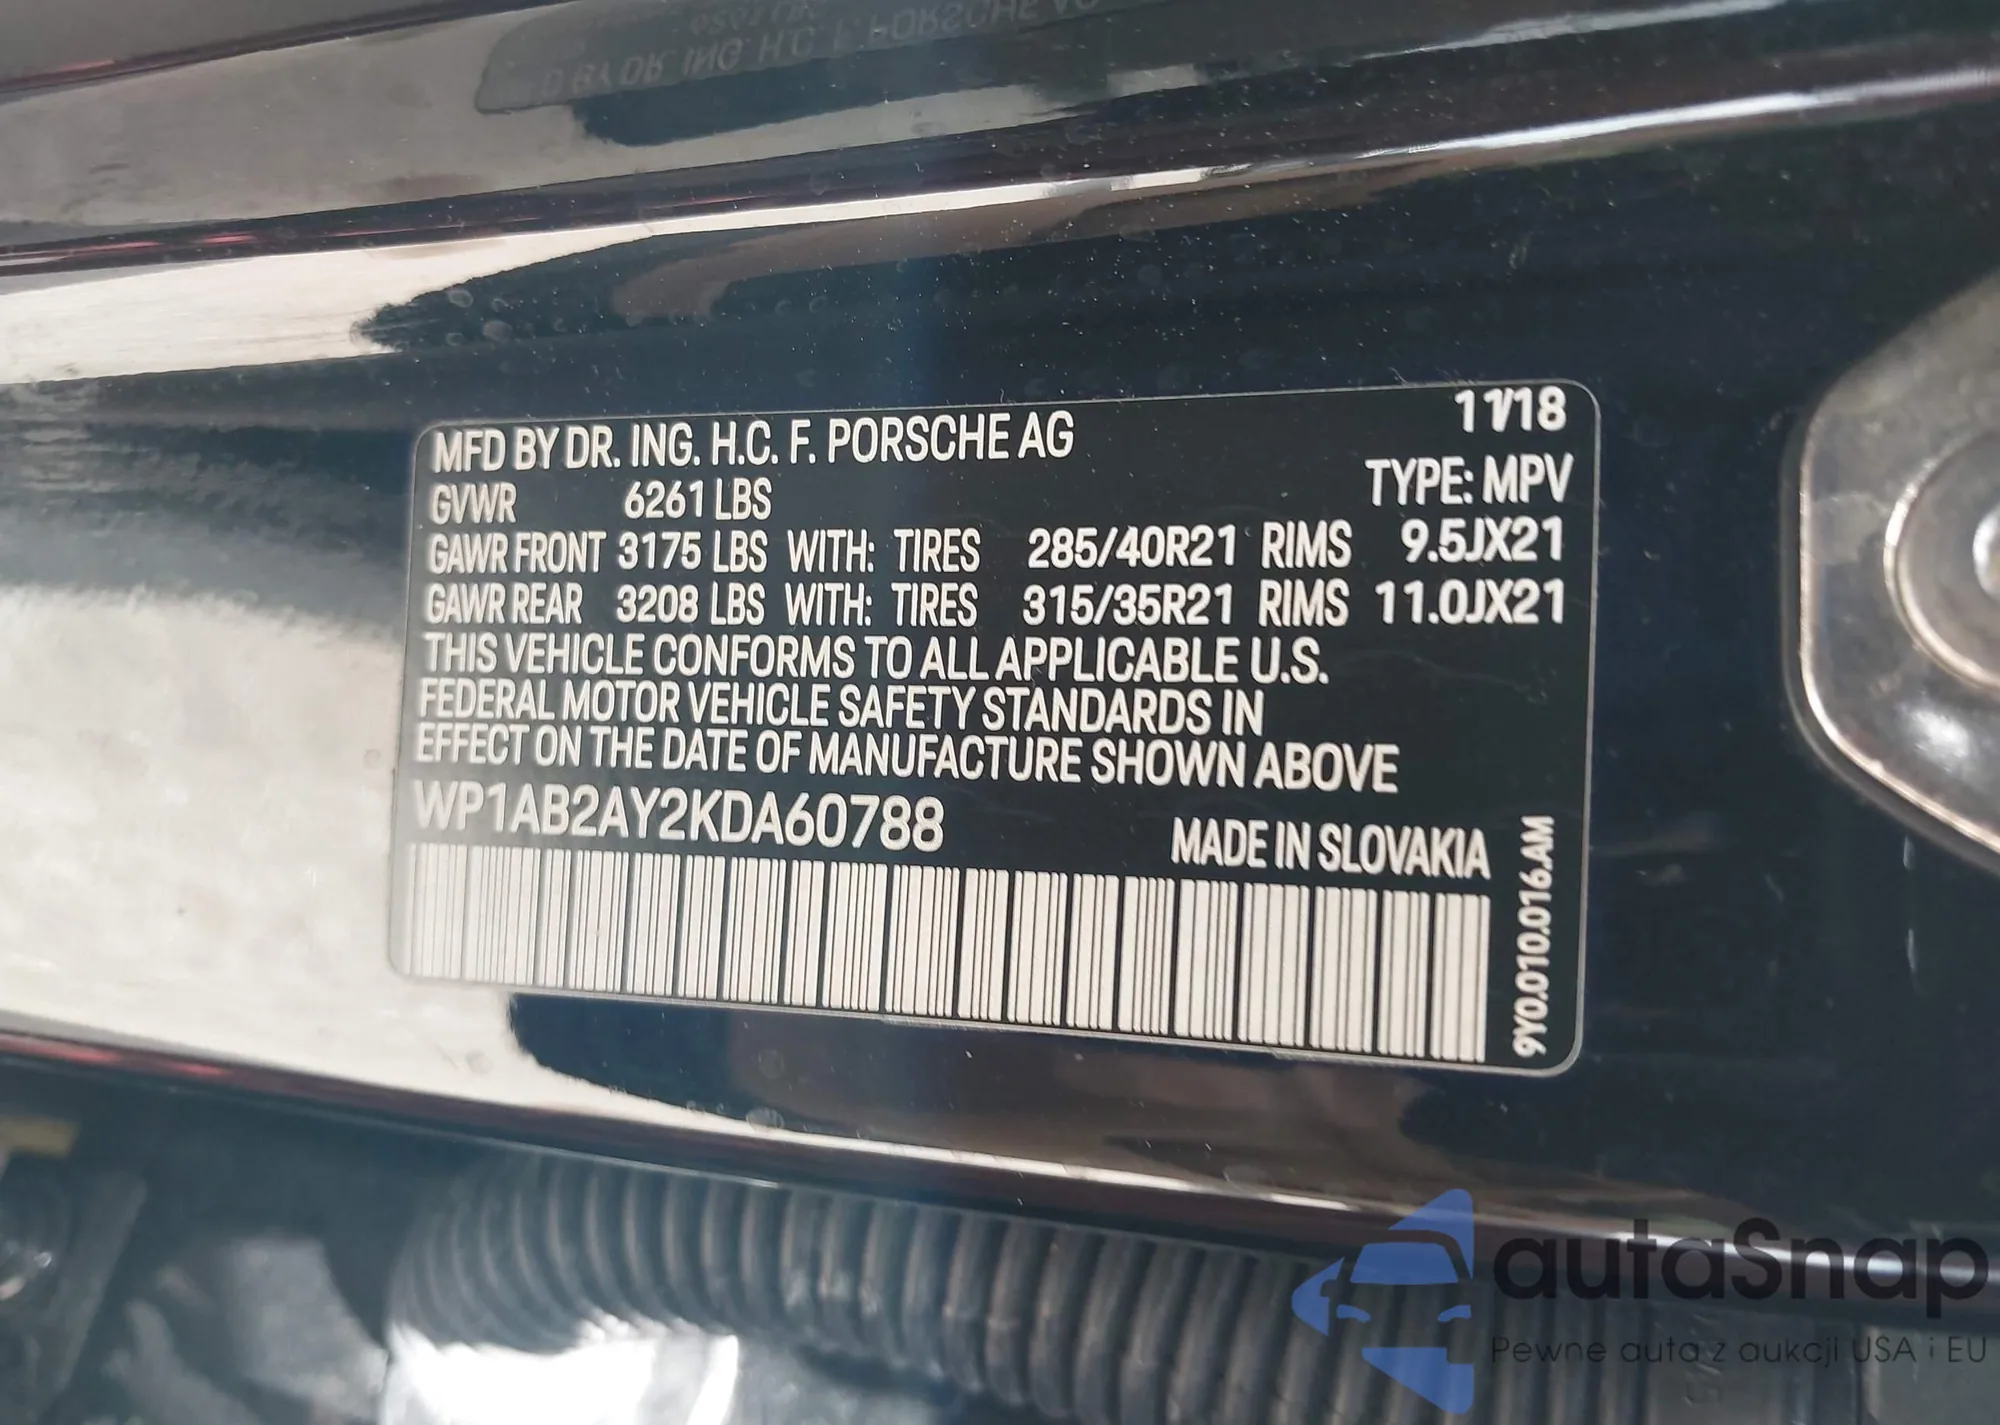 MFD BY DR. ING. H.C. F. PORSCHE AG 11/18
TYPE: MPV
GVWR 6261 LBS
GAWR FRONT 3175 LBS WITH: TIRES 285/40R21 RIMS 9.5JX21
GAWR REAR 3208 LBS WITH: TIRES 315/35R21 RIMS 11.0JX21
THIS VEHICLE CONFORMS TO ALL APPLICABLE U.S.
FEDERAL MOTOR VEHICLE SAFETY STANDARDS IN
EFFECT ON THE DATE OF MANUFACTURE SHOWN ABOVE
WP1AB2AY2KDA60788
MADE IN SLOVAKIA
9Y0.010.016.AM
autaSnap
Pewne auta z aukcji USA i EU